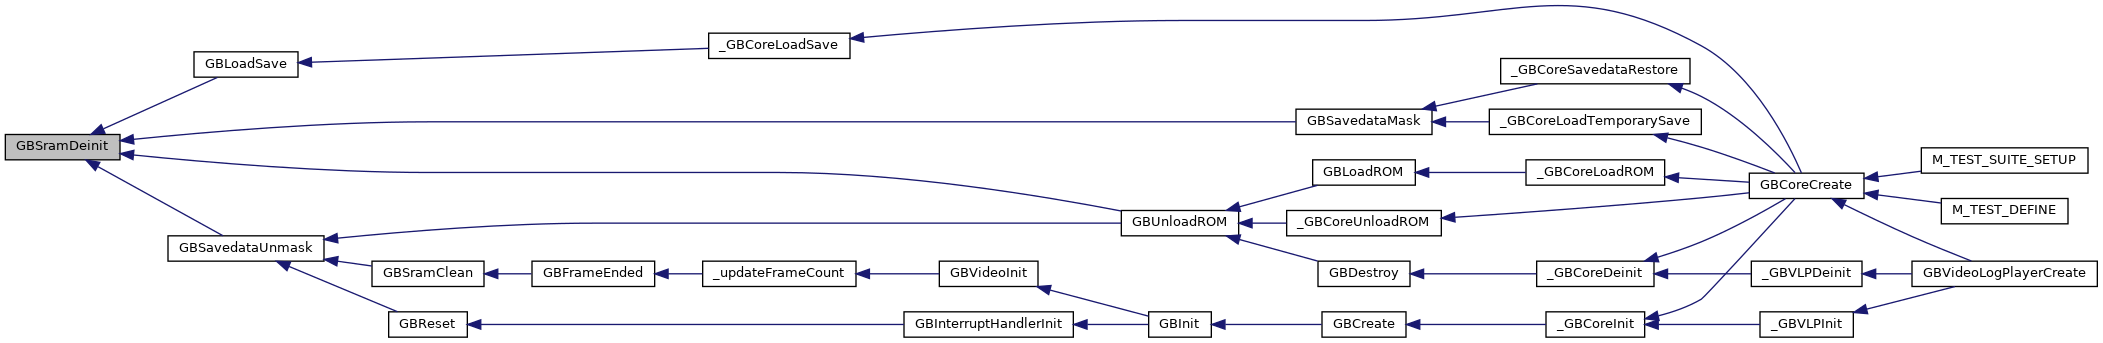 GBSramDeinit
GBLoadSave
_GBCoreLoadSave
GBSavedataMask
_GBCoreSavedataRestore
_GBCoreLoadTemporarySave
GBUnloadROM
GBLoadROM
_GBCoreLoadROM
_GBCoreUnloadROM
GBDestroy
_GBCoreDeinit
_GBVLPDeinit
GBSavedataUnmask
GBSramClean
GBFrameEnded
_updateFrameCount
GBVideoInit
GBReset
GBInterruptHandlerInit
GBInit
GBCreate
_GBCoreInit
_GBVLPInit
GBCoreCreate
M_TEST_SUITE_SETUP
M_TEST_DEFINE
GBVideoLogPlayerCreate